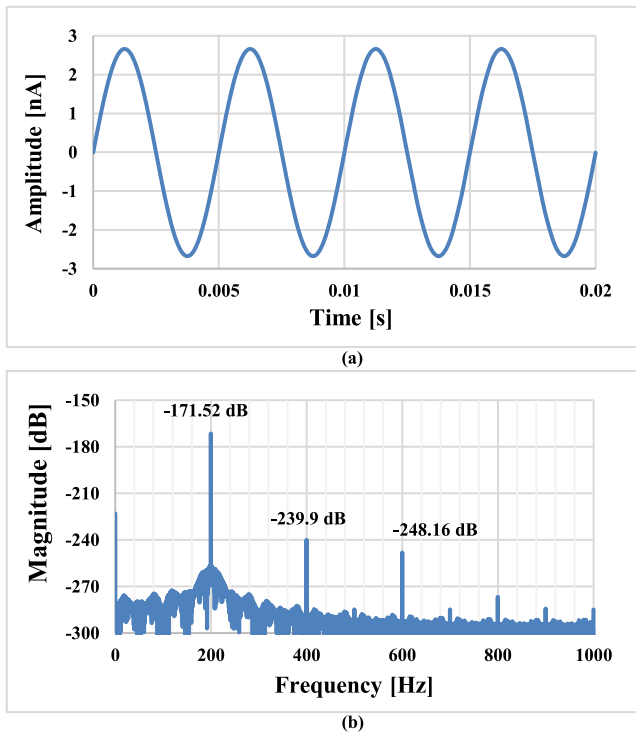 3
2
1
0
-1
-2
-3
Amplitude [nA]
0 0.005 0.01 0.015 0.02
Time [s]
(a)
-150
-180
-210
-240
-270
-300
Magnitude [dB]
-171.52 dB
-239.9 dB
-248.16 dB
0 200 400 600 800 1000
Frequency [Hz]
(b)